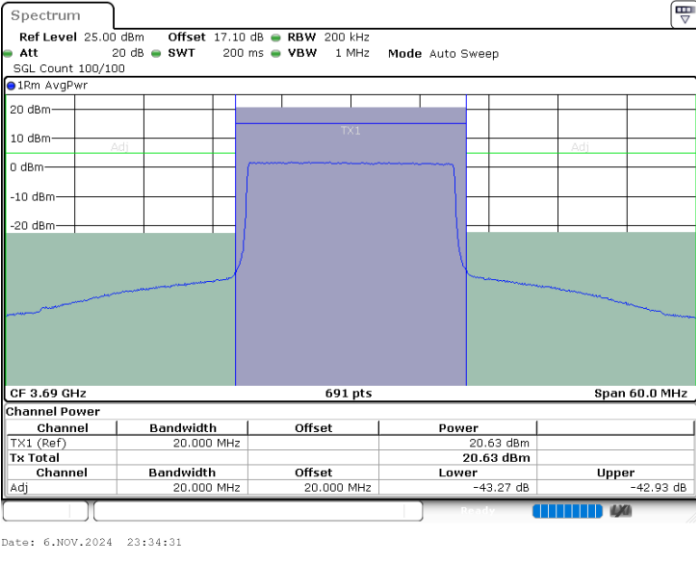 Spectrum
Ref Level 25.00 dBm Offset 17.10 dB RBW 200 kHz
Att 20 dB SWT 200 ms VBW 1 MHz Mode Auto Sweep
SGL Count 100/100
1Rm AvgPwr
20 dBm
TX1
10 dBm
Adj Adj
0 dBm
-10 dBm
-20 dBm
CF 3.69 GHz 691 pts Span 60.0 MHz
Channel Power
Channel Bandwidth Offset Power
TX1 (Ref) 20.000 MHz 20.63 dBm
Tx Total 20.63 dBm
Channel Bandwidth Offset Lower Upper
Adj 20.000 MHz 20.000 MHz -43.27 dB -42.93 dB
Ready
Date: 6.NOV.2024 23:34:31